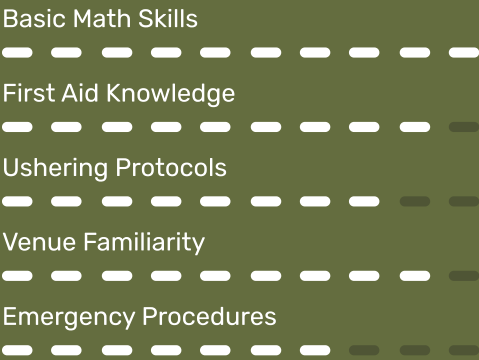 Basic Math Skills
First Aid Knowledge
Ushering Protocols
Venue Familiarity
Emergency Procedures